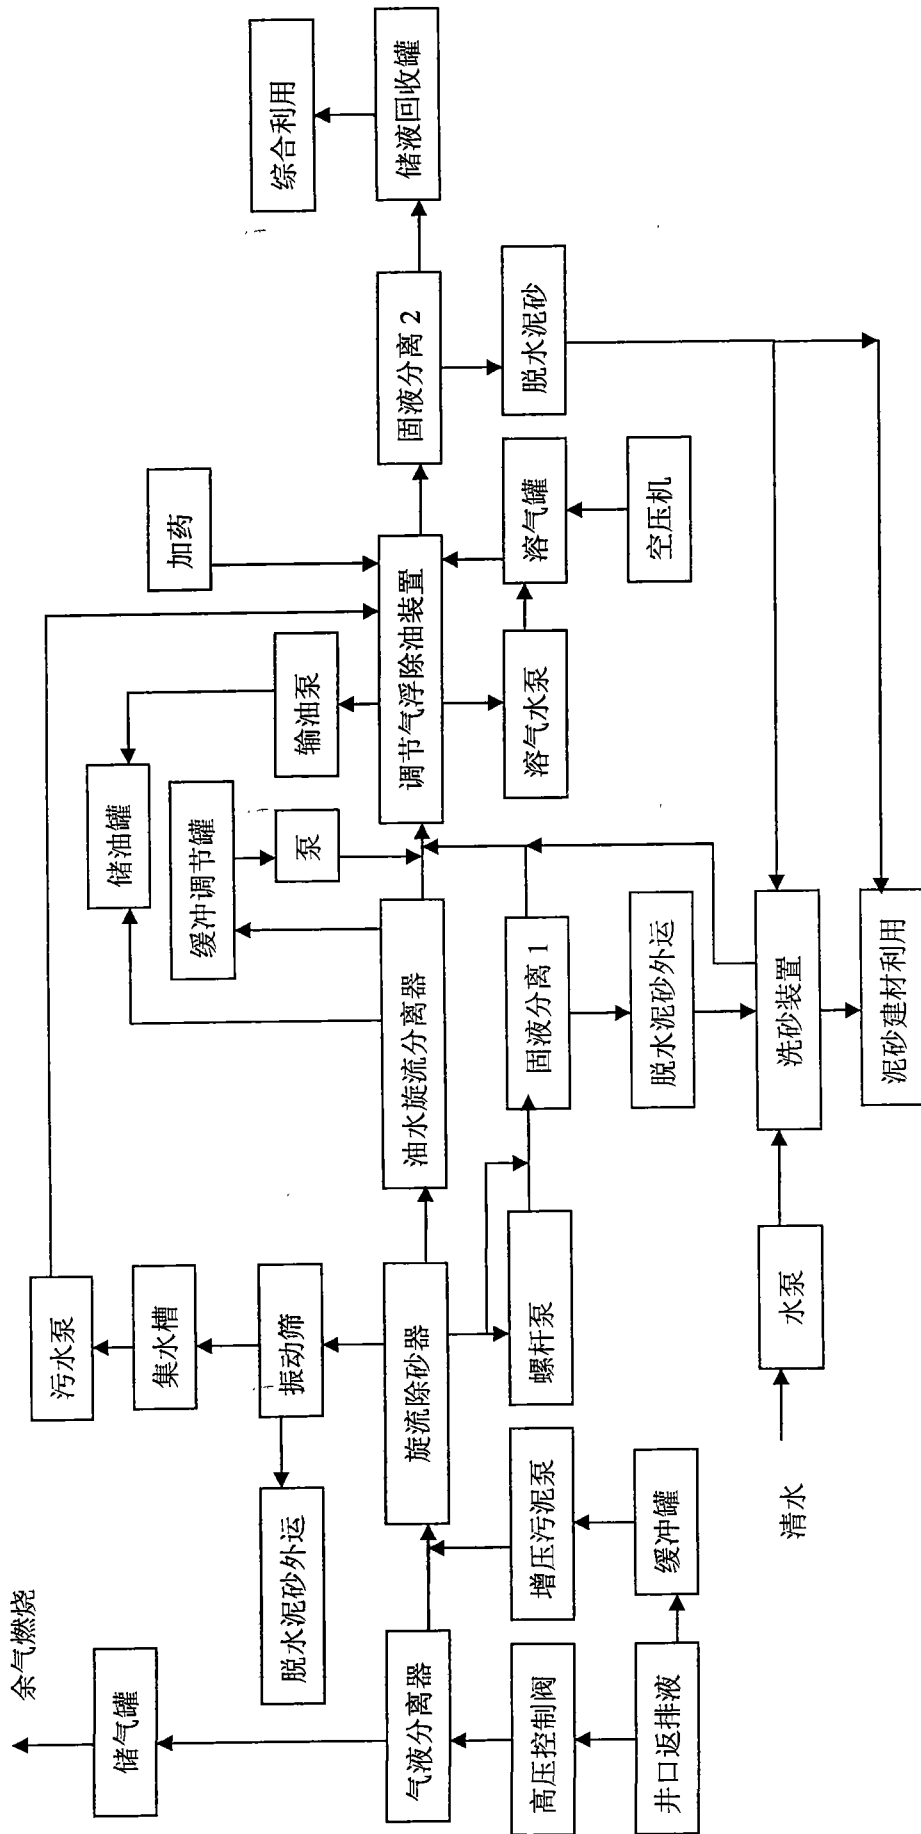 余气燃烧
储气罐
气液分离器
高压控制阀
井口返排液
缓冲罐
增压污泥泵
脱水泥砂外运
污水泵
集水槽
振动筛
旋流除砂器
螺杆泵
清水
水泵
储油罐
缓冲调节罐
泵
输油泵
油水旋流分离器
固液分离1
脱水泥砂外运
洗砂装置
泥砂建材利用
加药
调节气浮除油装置
溶气水泵
溶气罐
空压机
固液分离2
脱水泥砂
综合利用
储液回收罐